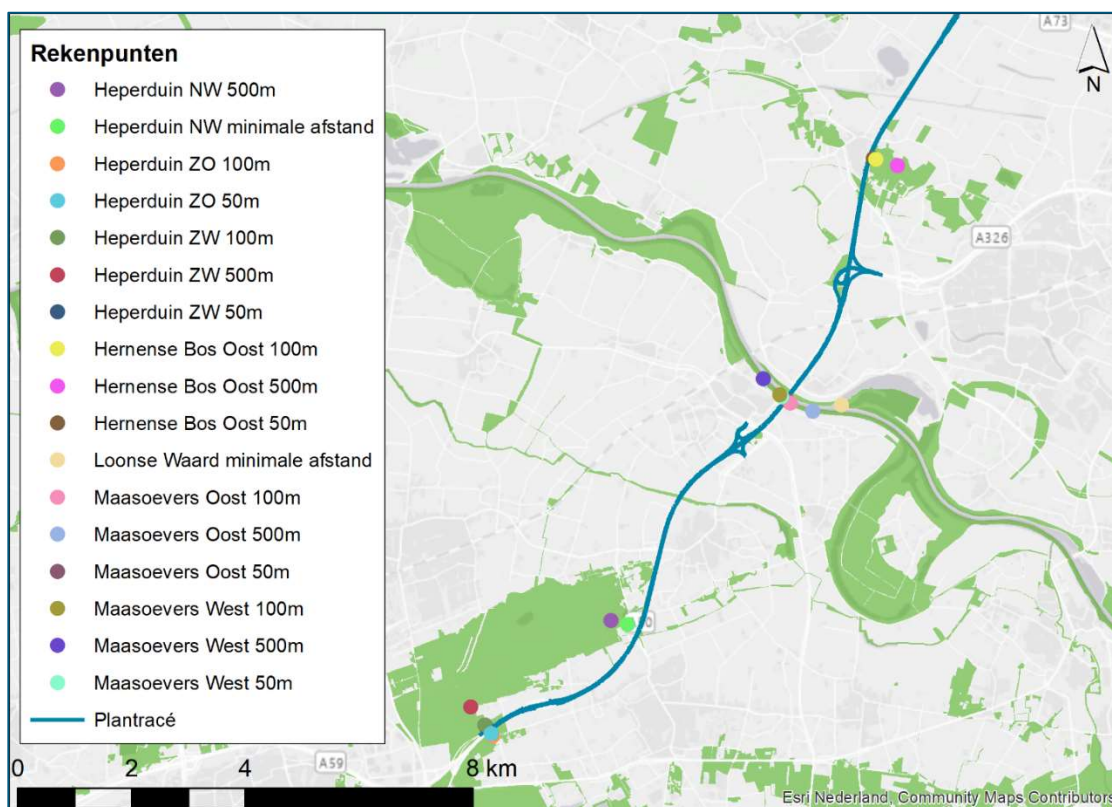 Rekenpunten
Heperduin NW 500m
Heperduin NW minimale afstand
Heperduin ZO 100m
Heperduin ZO 50m
Heperduin ZW 100m
Heperduin ZW 500m
Heperduin ZW 50m
Hernense Bos Oost 100m
Hernense Bos Oost 500m
Hernense Bos Oost 50m
Loonse Waard minimale afstand
Maasoevers Oost 100m
Maasoevers Oost 500m
Maasoevers Oost 50m
Maasoevers West 100m
Maasoevers West 500m
Maasoevers West 50m
Plantracé
A73
N
A326
A59
0 2 4 8 km
Esri Nederland, Community Maps Contributors